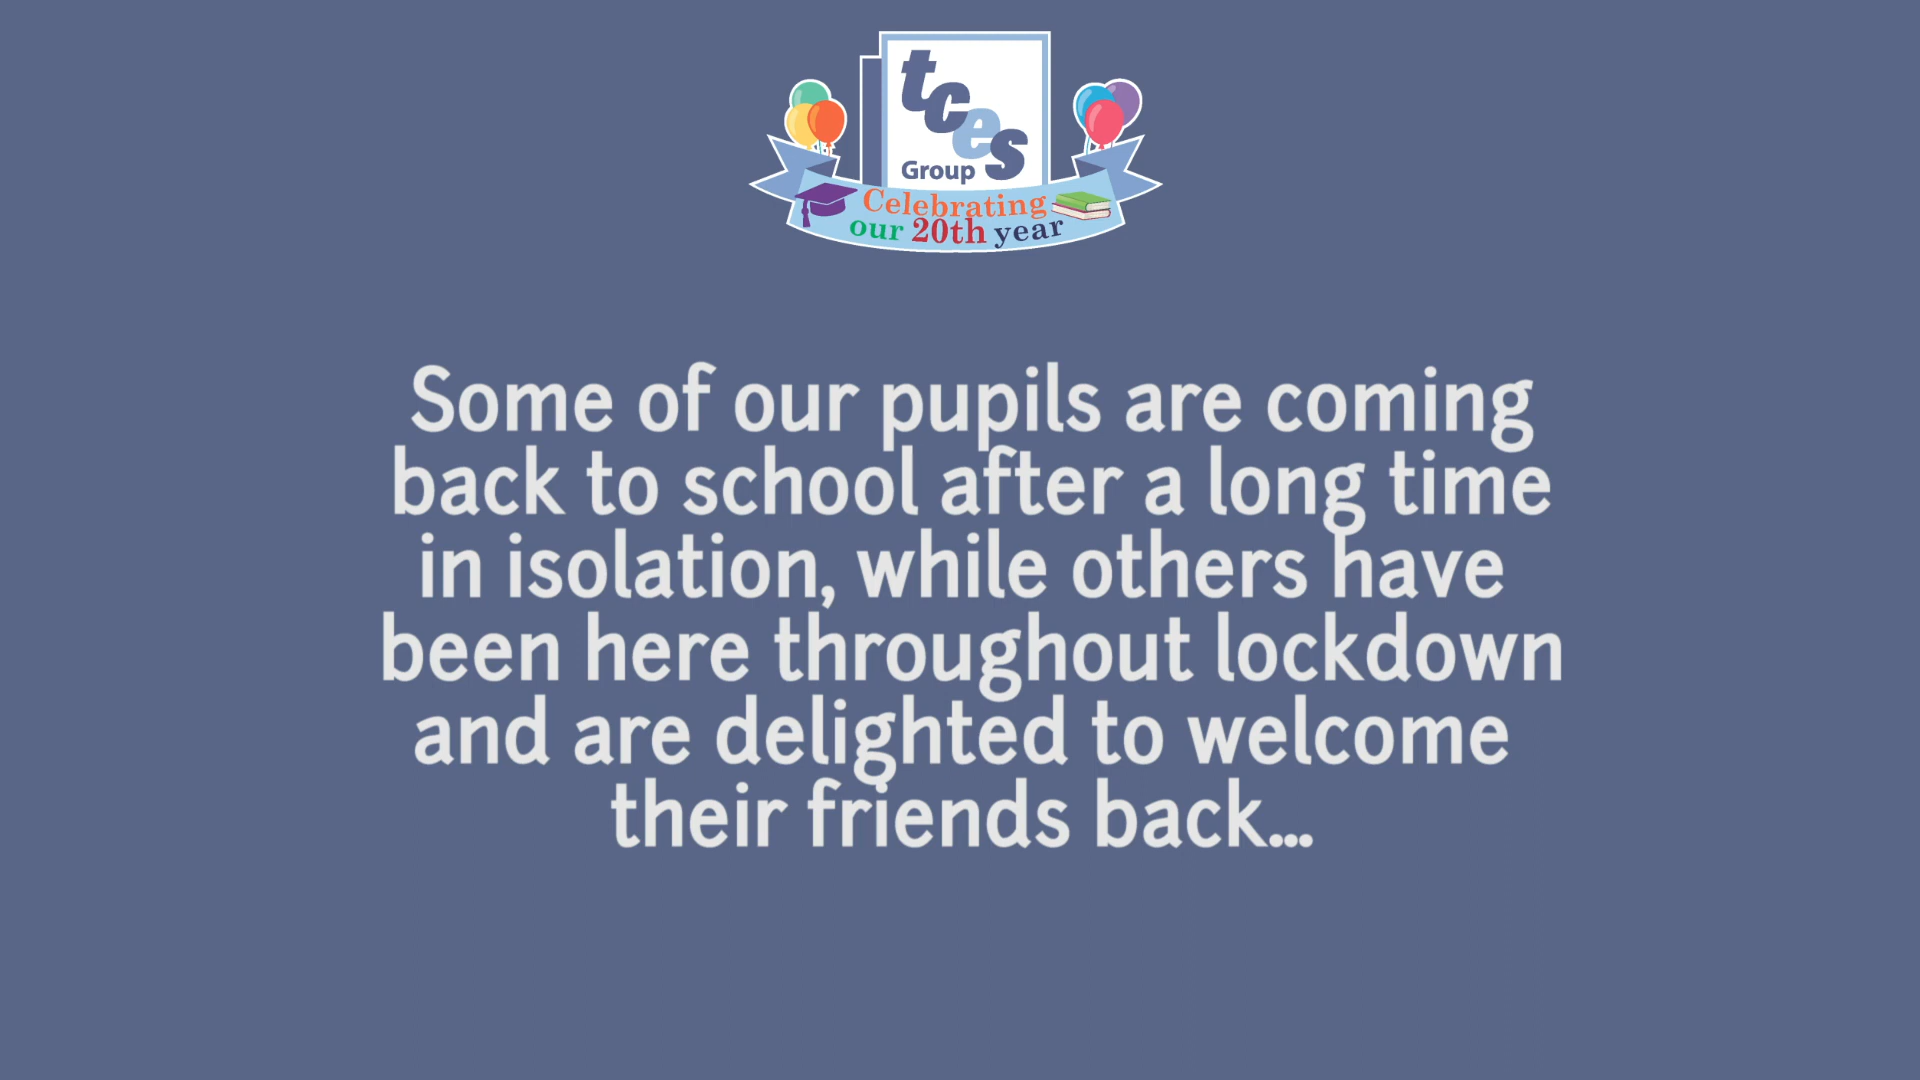 tces
Group
Celebrating
our 20th year
Some of our pupils are coming
back to school after a long time
in isolation, while others have
been here throughout lockdown
and are delighted to welcome
their friends back...